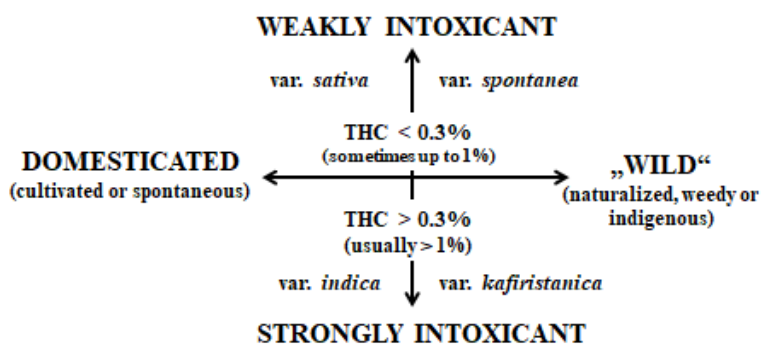 WEAKLY INTOXICANT
var. sativa
var. spontanea
THC < 0.3%
(sometimes up to 1%)
DOMESTICATED
(cultivated or spontaneous)
„WILD“
(naturalized, weedy or
indigenous)
THC > 0.3%
(usually > 1%)
var. indica
var. kafiristanica
STRONGLY INTOXICANT